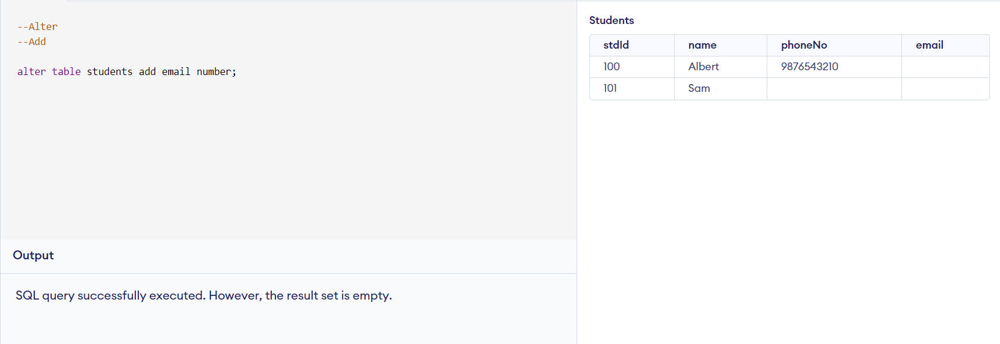 --Alter
--Add
alter table students add email number;
Output
SQL query successfully executed. However, the result set is empty.
Students
stdId name phoneNo email
100 Albert 9876543210
101 Sam